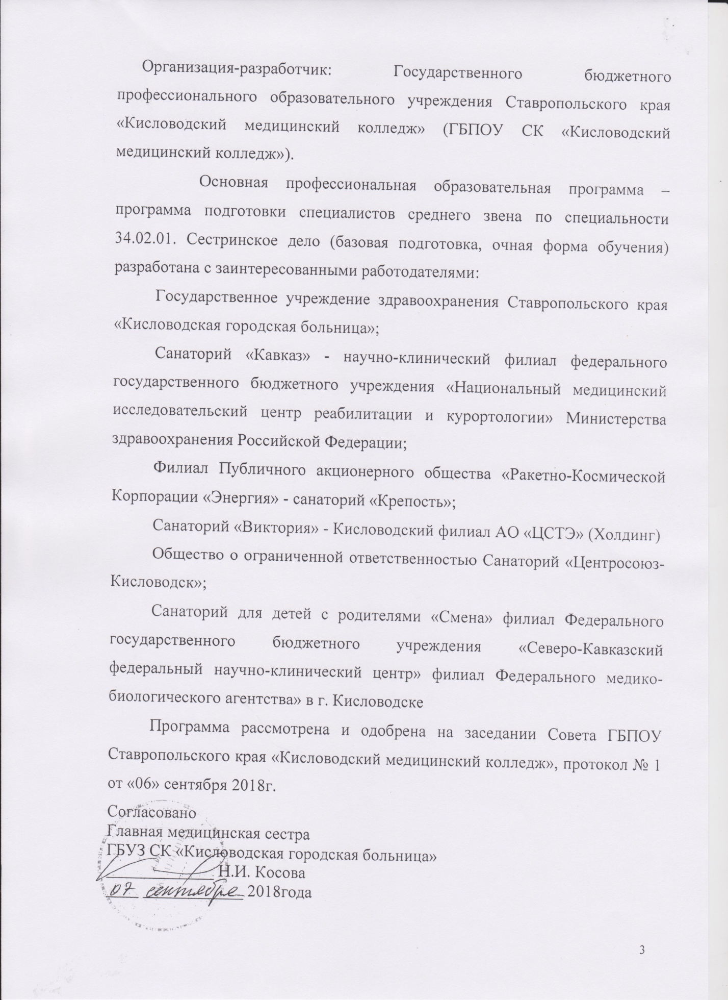 Организация-разработчик: Государственного бюджетного
профессионального образовательного учреждения Ставропольского края
«Кисловодский медицинский колледж» (ГБПОУ СК «Кисловодский
медицинский колледж»).
Основная профессиональная образовательная программа –
программа подготовки специалистов среднего звена по специальности
34.02.01. Сестринское дело (базовая подготовка, очная форма обучения)
разработана с заинтересованными работодателями:
Государственное учреждение здравоохранения Ставропольского края
«Кисловодская городская больница»;
Санаторий «Кавказ» - научно-клинический филиал федерального
государственного бюджетного учреждения «Национальный медицинский
исследовательский центр реабилитации и курортологии» Министерства
здравоохранения Российской Федерации;
Филиал Публичного акционерного общества «Ракетно-Космической
Корпорации «Энергия» - санаторий «Крепость»;
Санаторий «Виктория» - Кисловодский филиал АО «ЦСТЭ» (Холдинг)
Общество о ограниченной ответственностью Санаторий «Центросоюз-
Кисловодск»;
Санаторий для детей с родителями «Смена» филиал Федерального
государственного бюджетного учреждения «Северо-Кавказский
федеральный научно-клинический центр» филиал Федерального медико-
биологического агентства» в г. Кисловодске
Программа рассмотрена и одобрена на заседании Совета ГБПОУ
Ставропольского края «Кисловодский медицинский колледж», протокол № 1
от «06» сентября 2018г.
Согласовано
Главная медицинская сестра
ГБУЗ СК «Кисловодская городская больница»
Н.И. Косова
07 сентября 2018года
3